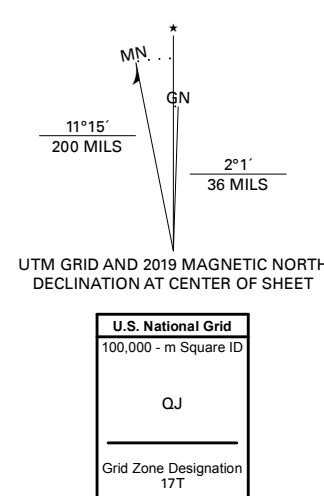 ★
MN
GN
11°15´
200 MILS
2°1´
36 MILS
UTM GRID AND 2019 MAGNETIC NORTH
DECLINATION AT CENTER OF SHEET
U.S. National Grid
100,000 - m Square ID
QJ
Grid Zone Designation
17T